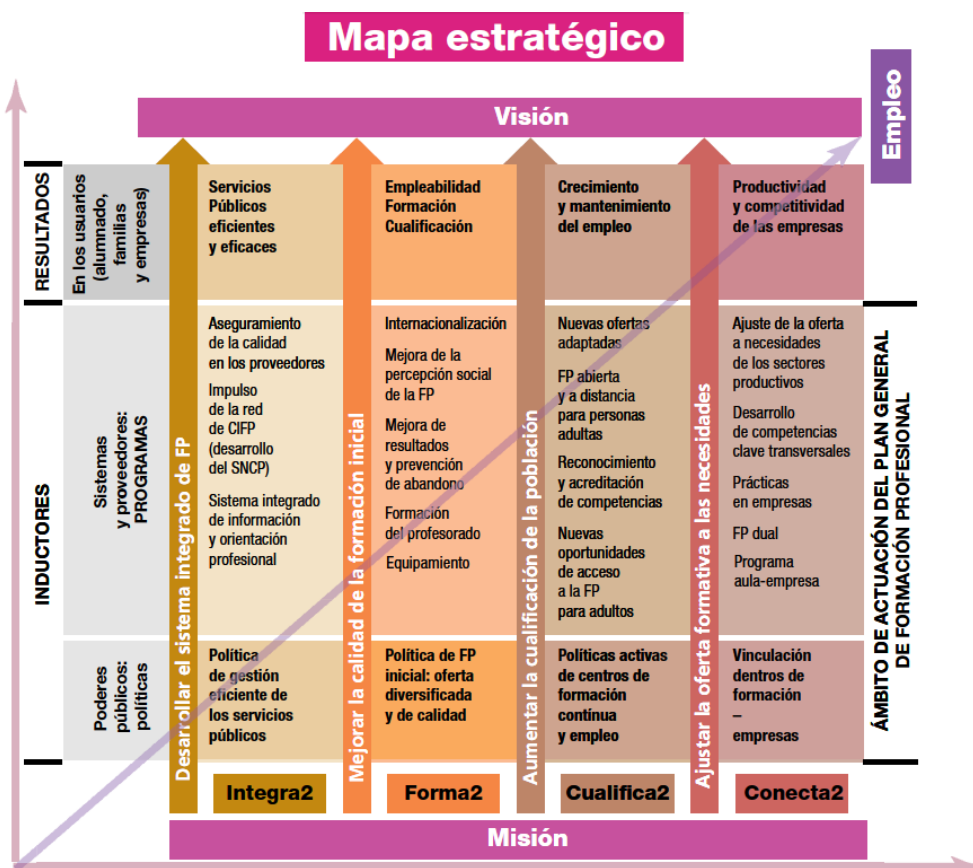 Mapa estratégico
Empleo
Visión
RESULTADOS
En los usuarios
(alumnado,
familias
y empresas)
Servicios
Públicos
eficientes
y eficaces
Empleabilidad
Formación
Cualificación
Crecimiento
y mantenimiento
del empleo
Productividad
y competitividad
de las empresas
INDUCTORES
Sistemas
y proveedores:
PROGRAMAS
Desarrollar el sistema integrado de FP
Aseguramiento
de la calidad
en los proveedores
Impulso
de la red
de CIFP
(desarrollo
del SNCP)
Sistema integrado
de información
y orientación
profesional
Mejorar la calidad de la formación inicial
Internacionalización
Mejora de la
percepción social
de la FP
Mejora de
resultados
y prevención
de abandono
Formación
del profesorado
Equipamiento
Aumentar la cualificación de la población
Nuevas ofertas
adaptadas
FP abierta
y a distancia
para personas
adultas
Reconocimiento
y acreditación
de competencias
Nuevas
oportunidades
de acceso
a la FP
para adultos
Ajustar la oferta formativa a las necesidades
Ajuste de la oferta
a necesidades
de los sectores
productivos
Desarrollo
de competencias
clave transversales
Prácticas
en empresas
FP dual
Programa
aula-empresa
ÁMBITO DE ACTUACIÓN DEL PLAN GENERAL
DE FORMACIÓN PROFESIONAL
Poderes
públicos:
políticas
Política
de gestión
eficiente de
los servicios
públicos
Política de FP
inicial: oferta
diversificada
y de calidad
Políticas activas
de centros de
formación
contínua
y empleo
Vinculación
dentros de
formación
–
empresas
Integra2
Forma2
Cualifica2
Conecta2
Misión